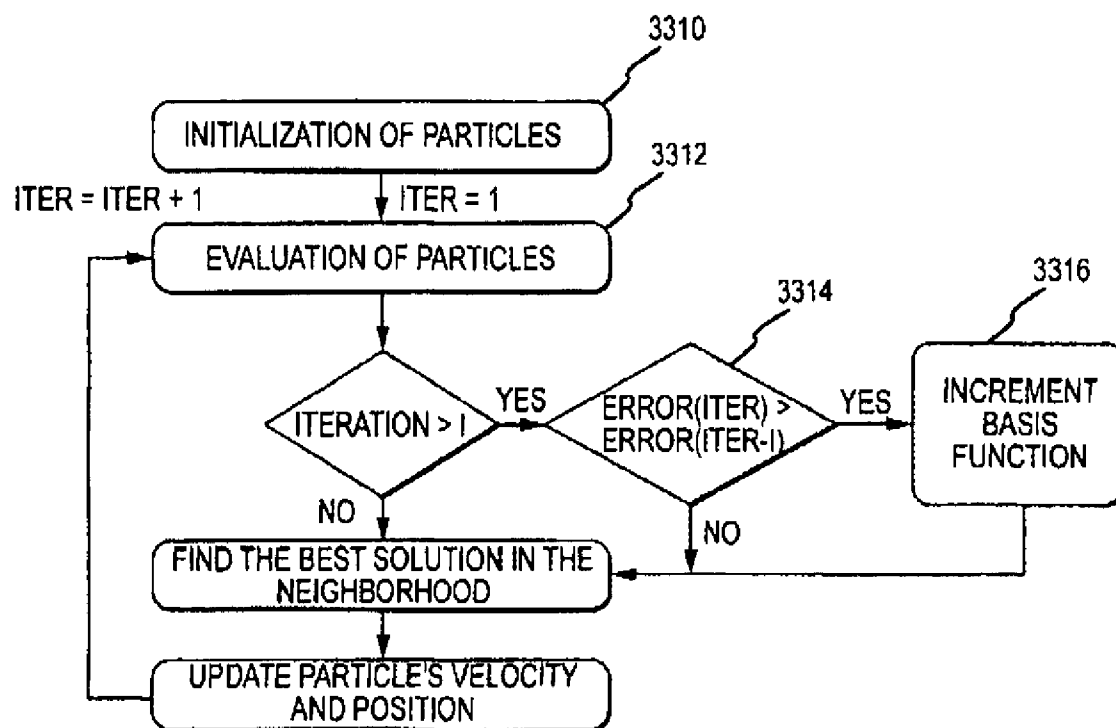 3310
INITIALIZATION OF PARTICLES
3312
ITER = ITER + 1
ITER = 1
EVALUATION OF PARTICLES
3314
3316
ITERATION > I
YES
ERROR(ITER) >
ERROR(ITER-I)
YES
INCREMENT
BASIS
FUNCTION
NO
NO
FIND THE BEST SOLUTION IN THE
NEIGHBORHOOD
UPDATE PARTICLE'S VELOCITY
AND POSITION